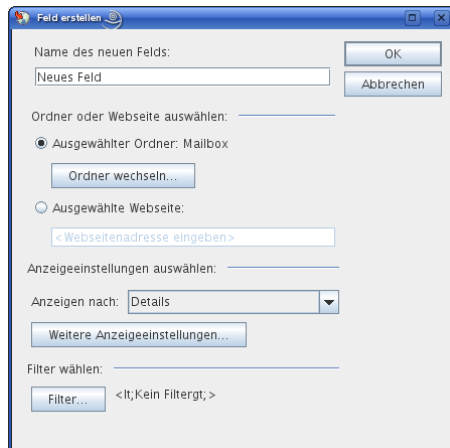 Feld erstellen
Name des neuen Felds:
OK
Neues Feld
Abbrechen
Ordner oder Webseite auswählen:
Ausgewählter Ordner: Mailbox
Ordner wechseln...
Ausgewählte Webseite:
<Webseitenadresse eingeben>
Anzeigeeinstellungen auswählen:
Anzeigen nach: Details
Weitere Anzeigeeinstellungen...
Filter wählen:
Filter... <lt;Kein Filtergt;>